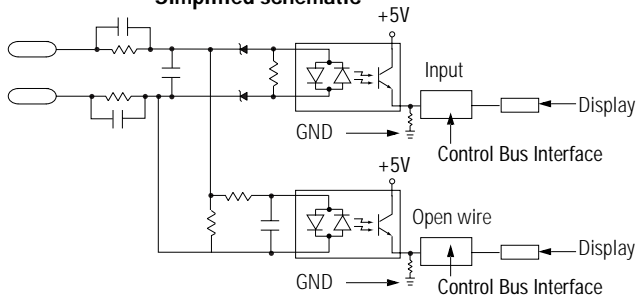 Simplified schematic
+5V
Input
Display
GND
Control Bus Interface
+5V
Open wire
Display
GND
Control Bus Interface